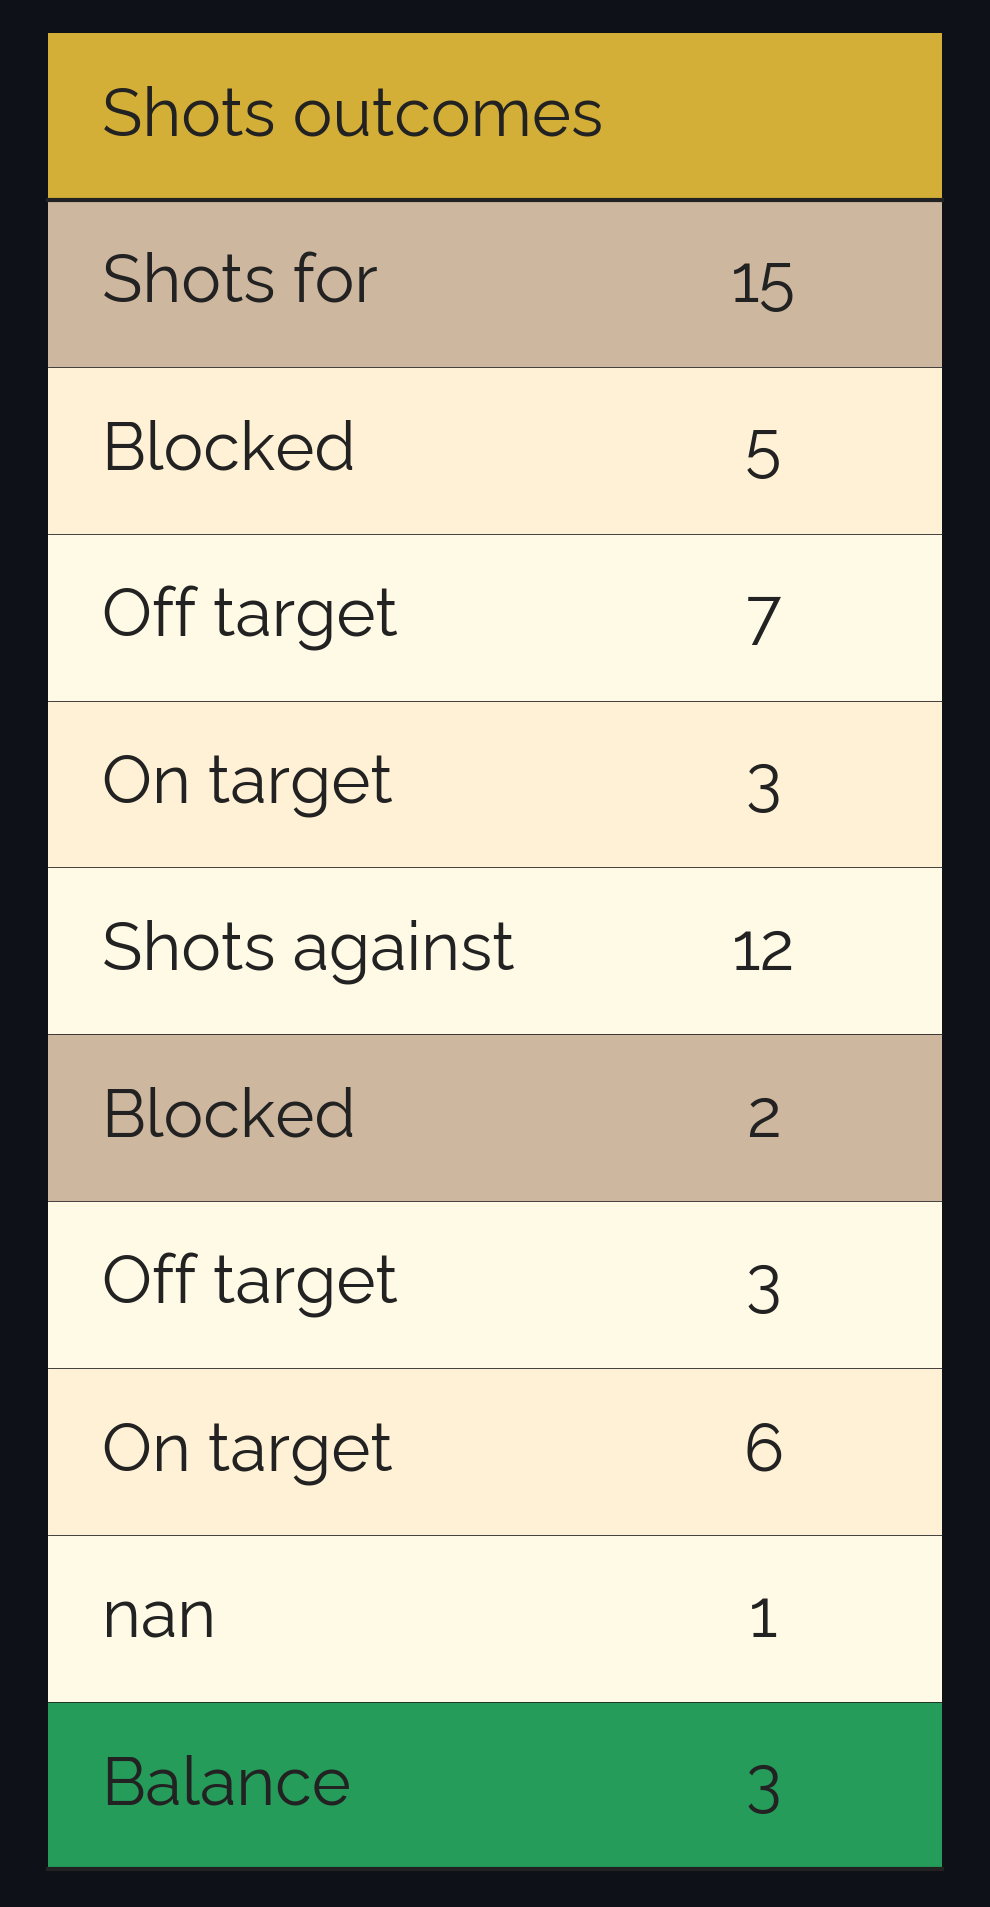 Shots outcomes
Shots for 15
Blocked 5
Off target 7
On target 3
Shots against 12
Blocked 2
Off target 3
On target 6
nan 1
Balance 3